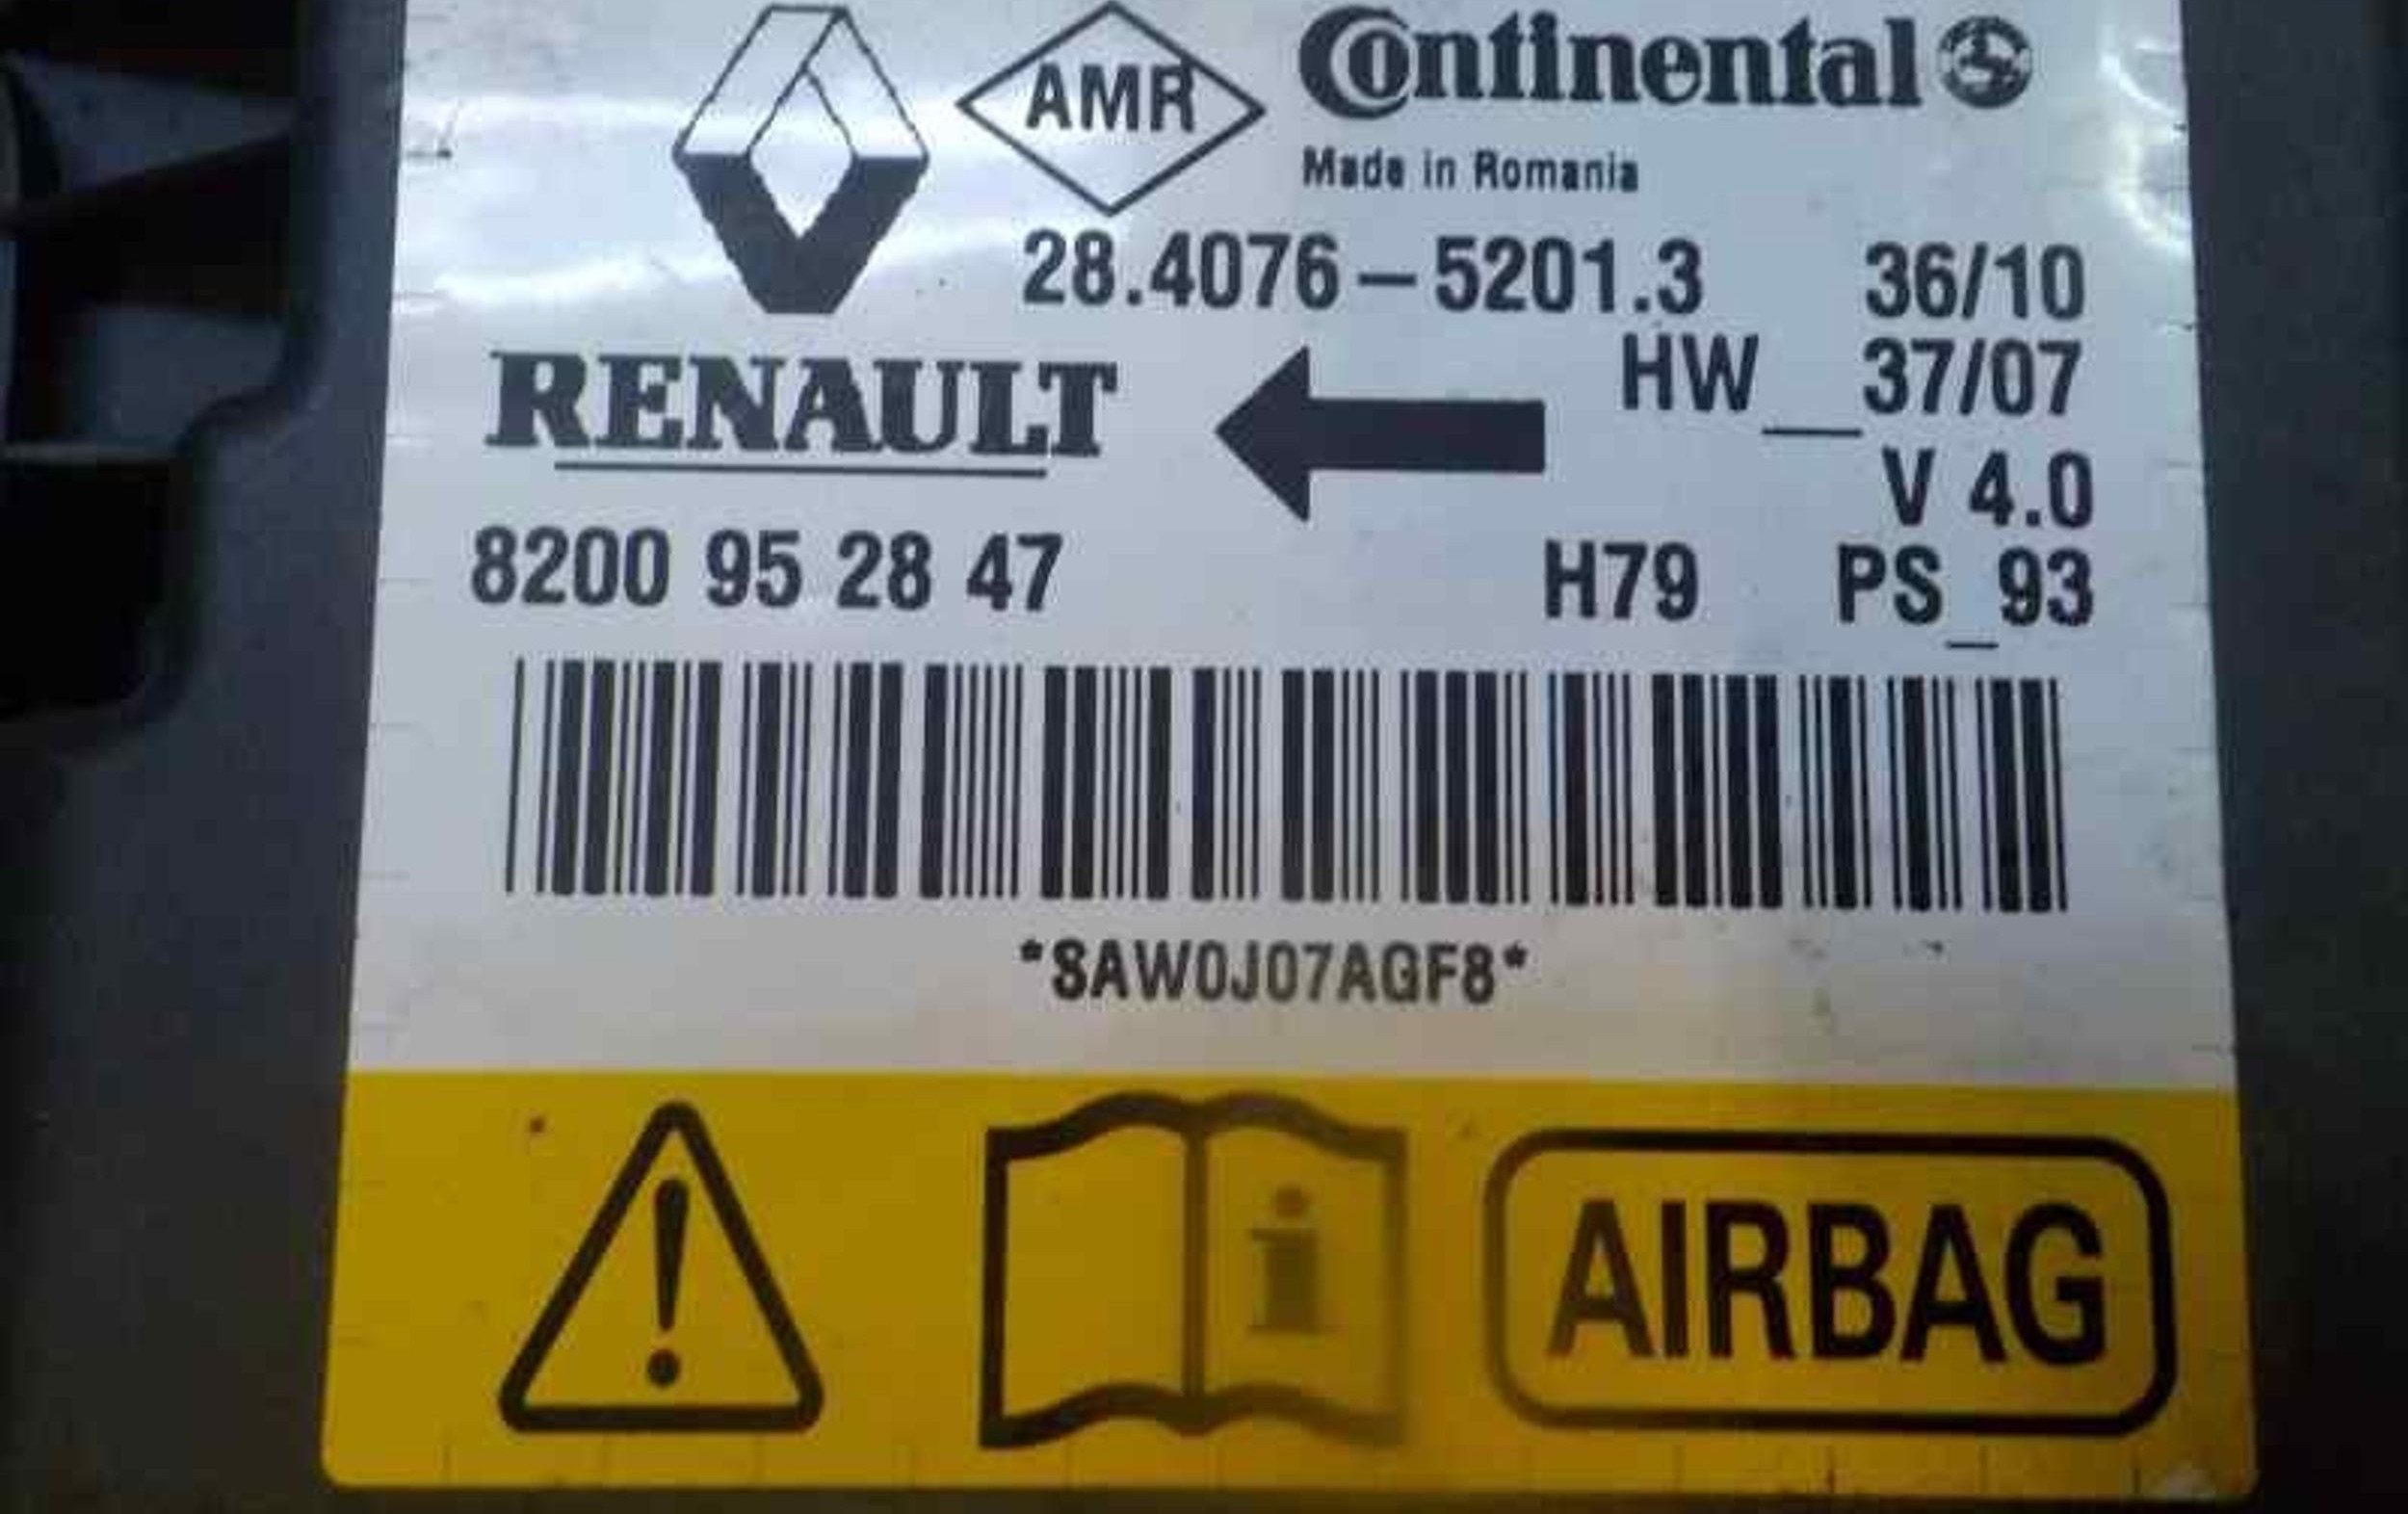 AMR Continental
Made in Romania
28.4076-5201.3 36/10
RENAULT HW__37/07
V 4.0
8200 95 28 47 H79 PS_93
*SAW0J07AGF8*
i AIRBAG